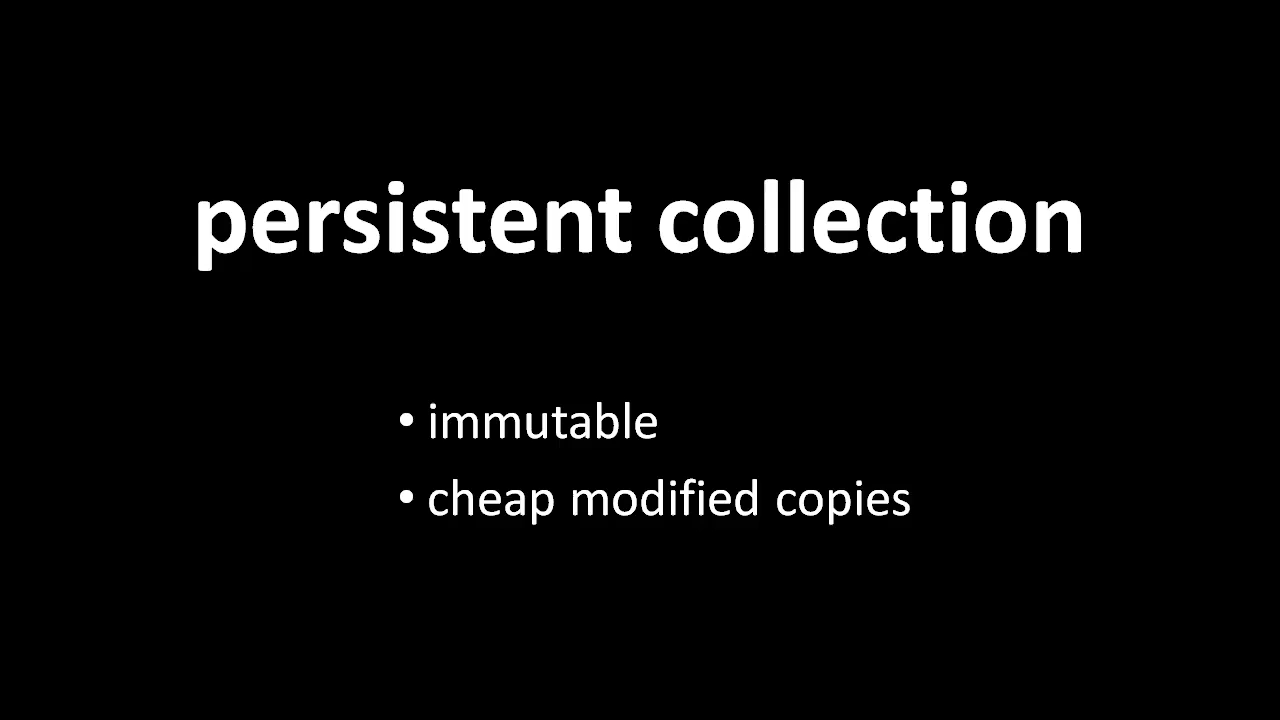 persistent collection
• immutable
• cheap modified copies